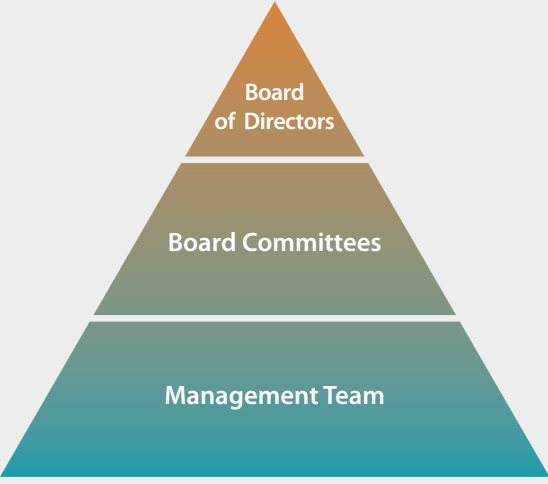 Board
of Directors
Board Committees
Management Team